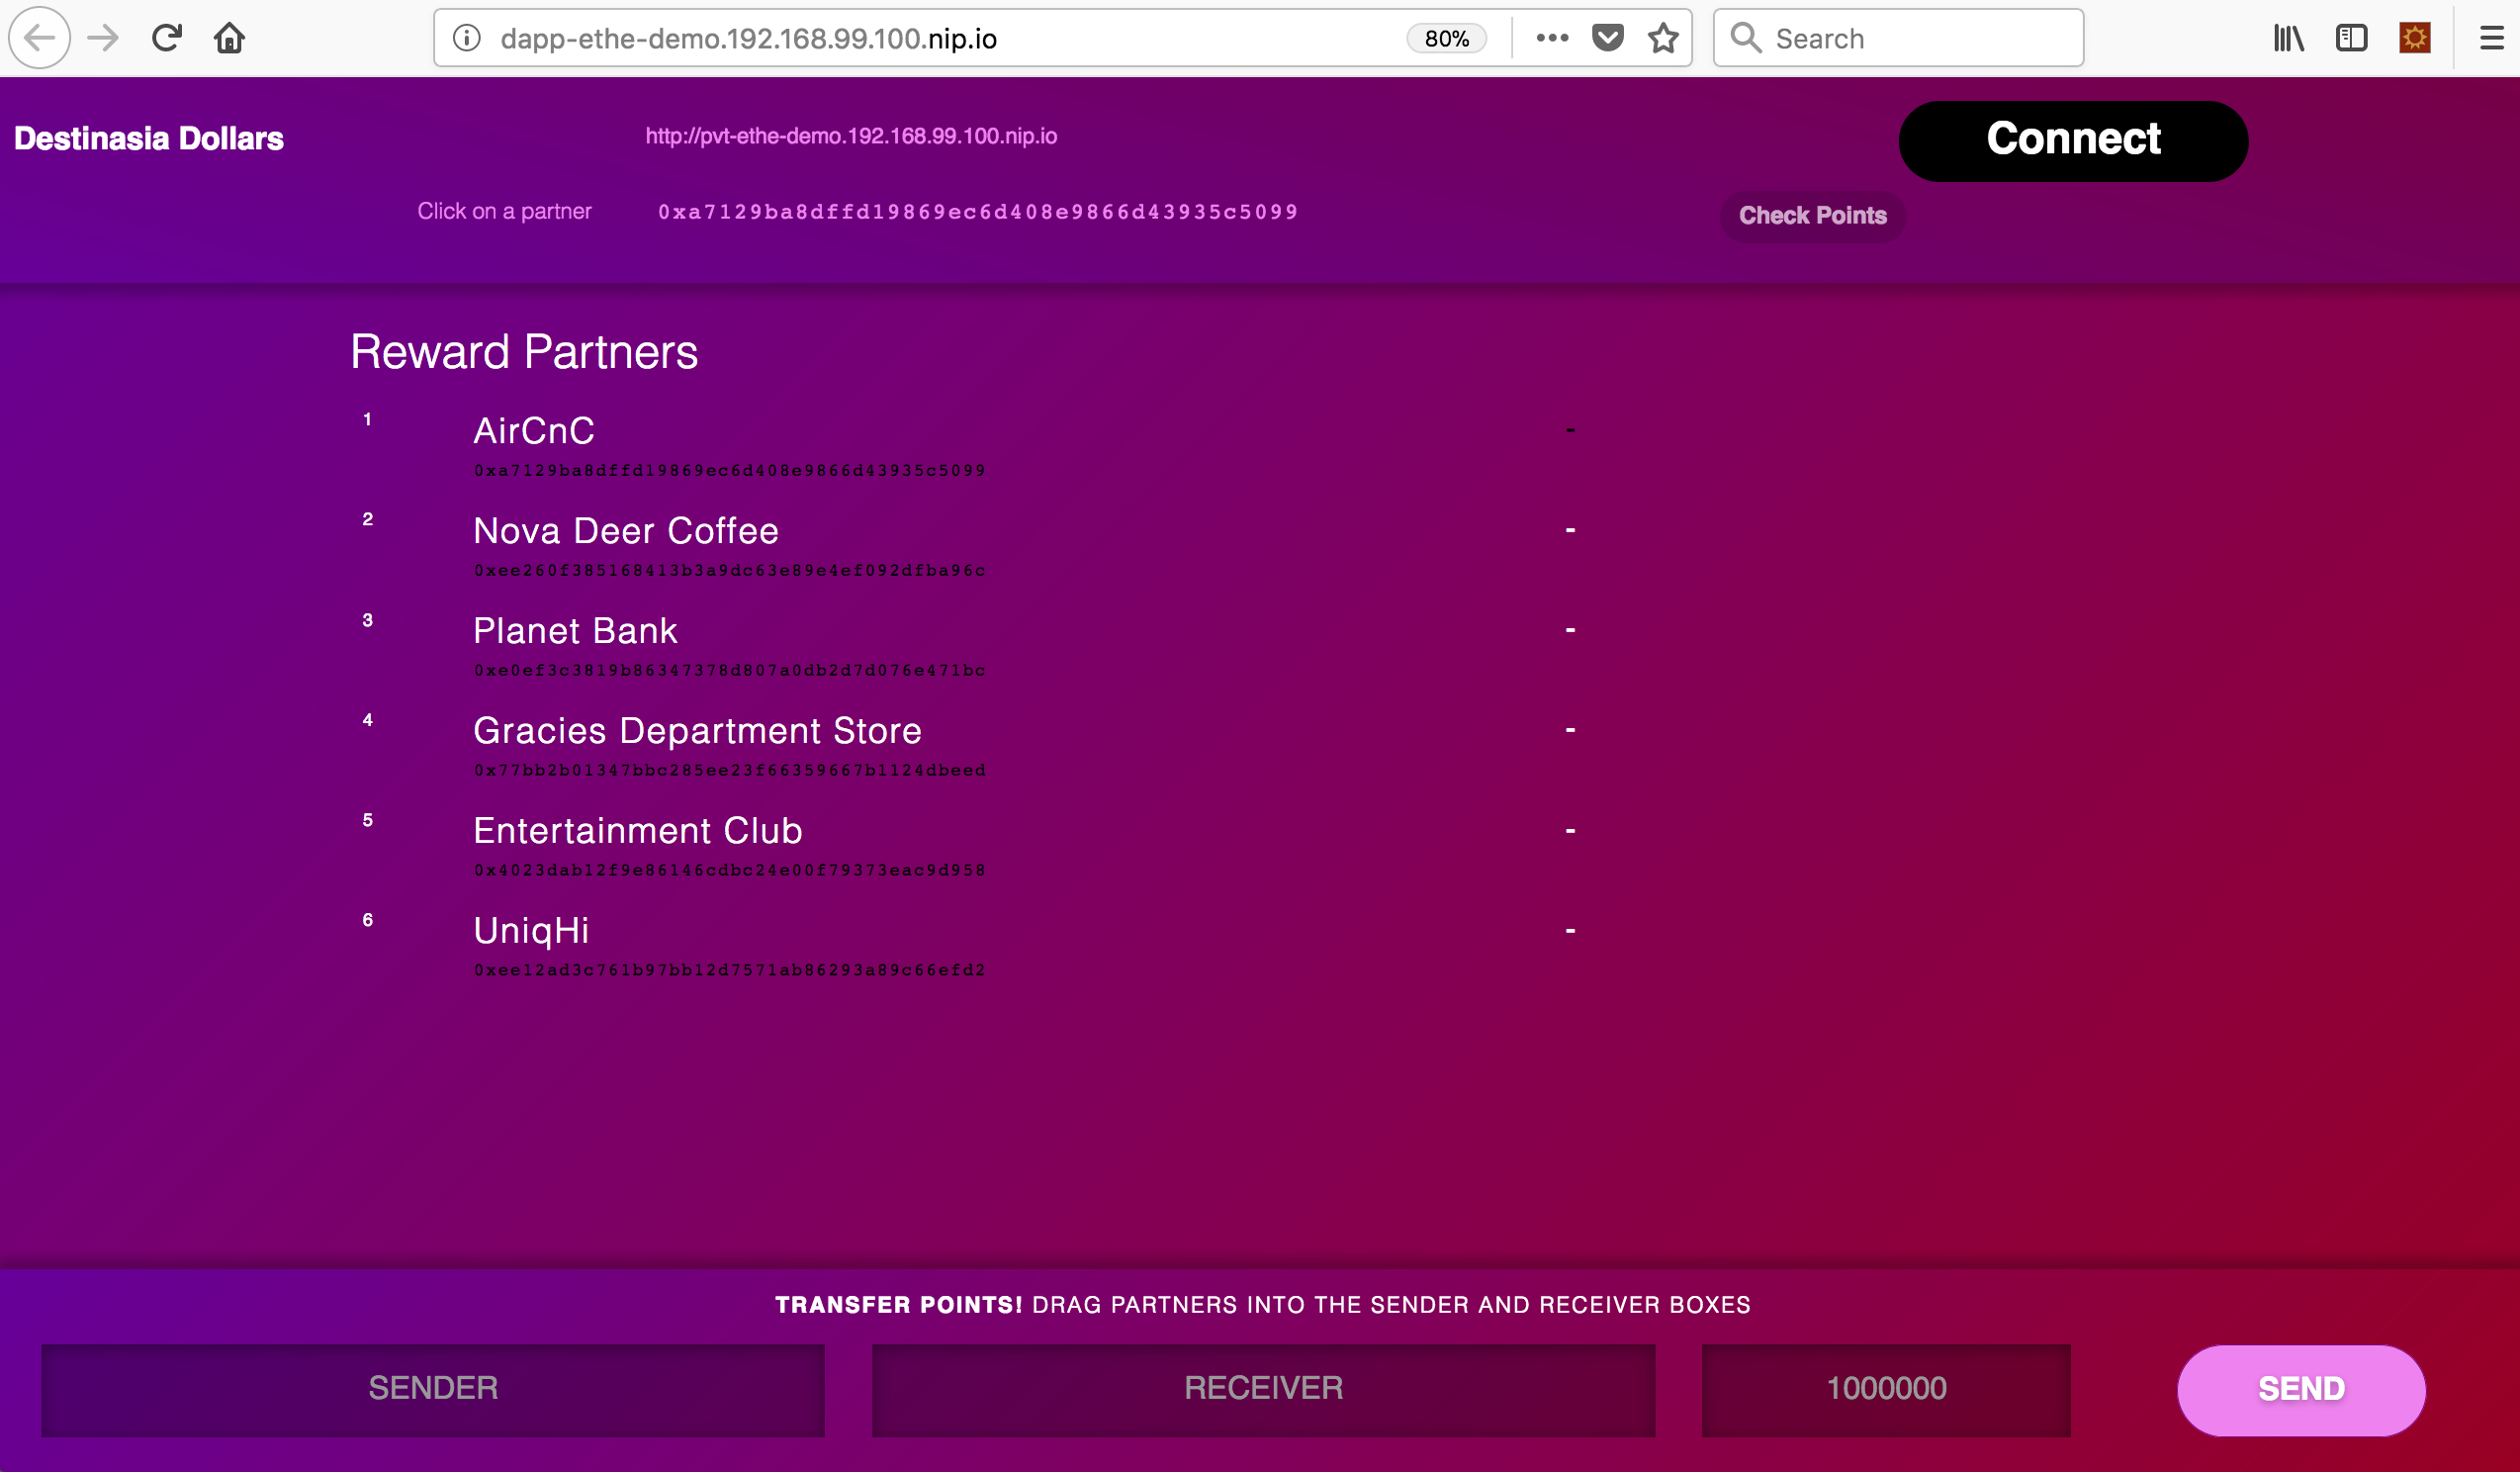 dapp-ethe-demo.192.168.99.100.nip.io 80% Search
Destinasia Dollars http://pvt-ethe-demo.192.168.99.100.nip.io Connect
Click on a partner 0xa7129ba8dffd19869ec6d408e9866d43935c5099 Check Points
Reward Partners
1 AirCnC -
0xa7129ba8dffd19869ec6d408e9866d43935c5099
2 Nova Deer Coffee -
0xee260f385168413b3a9dc63e89e4ef092dfba96c
3 Planet Bank -
0xe0ef3c3819b86347378d807a0db2d7d076e471bc
4 Gracies Department Store -
0x77bb2b01347bbc285ee23f66359667b1124dbeed
5 Entertainment Club -
0x4023dab12f9e86146cdbc24e00f79373eac9d958
6 UniqHi -
0xee12ad3c761b97bb12d7571ab86293a89c66efd2
TRANSFER POINTS! DRAG PARTNERS INTO THE SENDER AND RECEIVER BOXES
SENDER RECEIVER 1000000 SEND